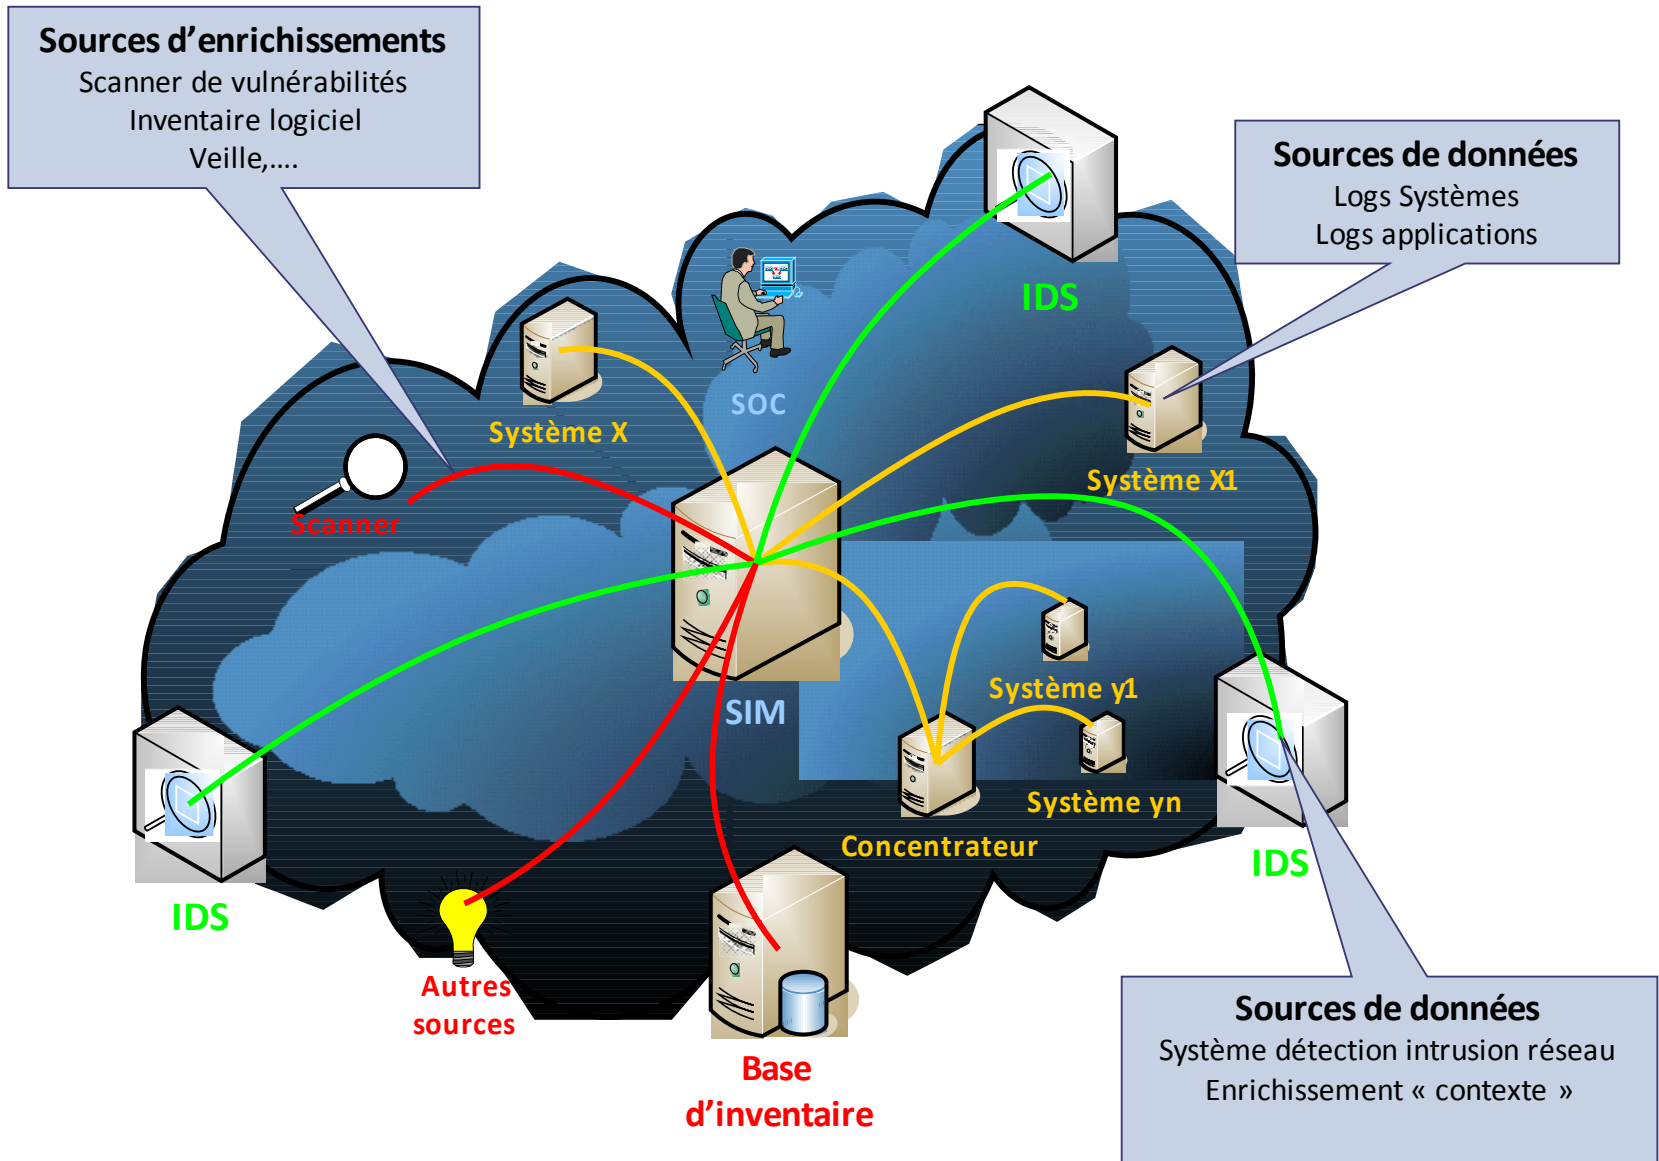 Sources d’enrichissements
Scanner de vulnérabilités
Inventaire logiciel
Veille,....
Sources de données
Logs Systèmes
Logs applications
IDS
SOC
Système X
Système X1
Scanner
SIM
Système y1
Système yn
Concentrateur
IDS
IDS
Autres
sources
Base
d’inventaire
Sources de données
Système détection intrusion réseau
Enrichissement « contexte »